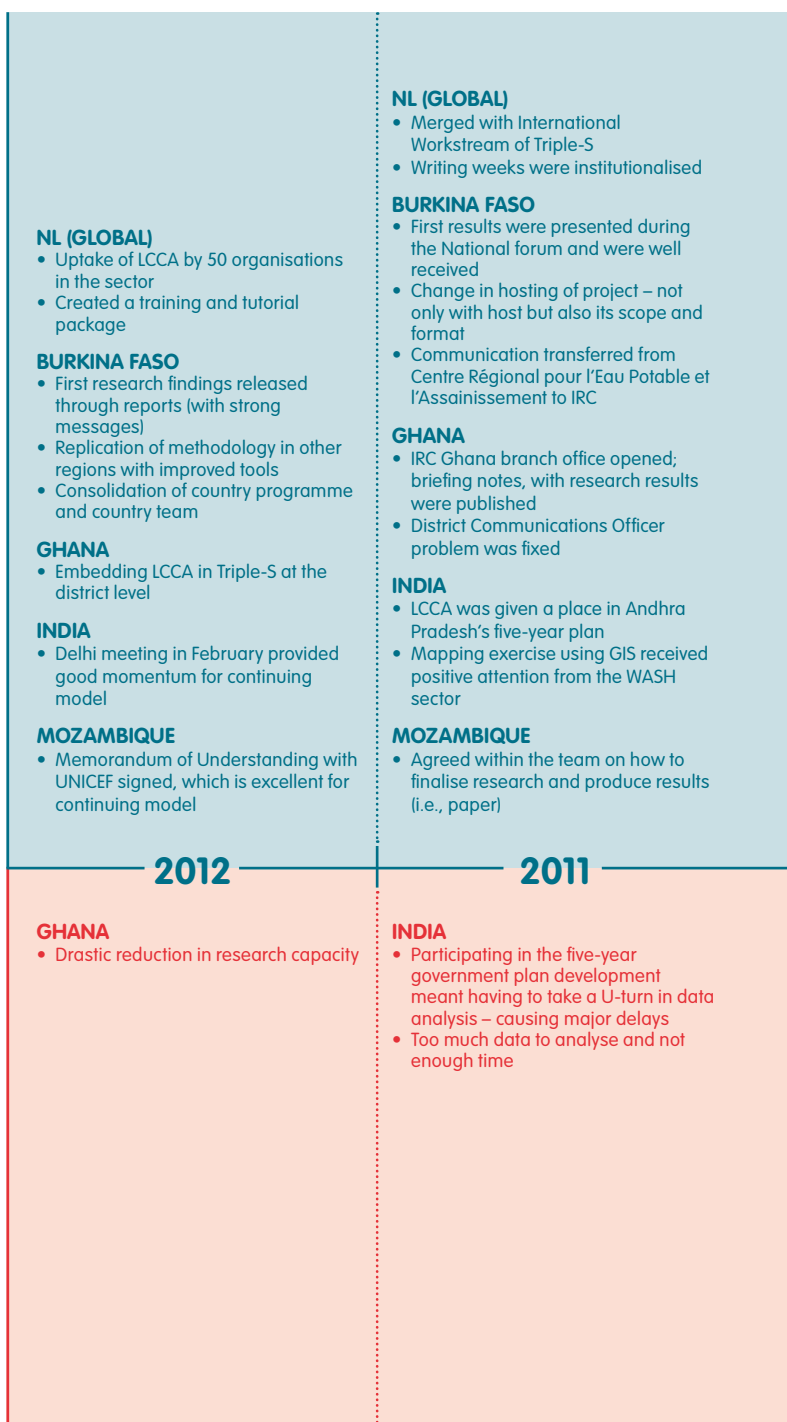 NL (GLOBAL)
• Uptake of LCCA by 50 organisations
in the sector
• Created a training and tutorial
package
BURKINA FASO
• First research findings released
through reports (with strong
messages)
• Replication of methodology in other
regions with improved tools
• Consolidation of country programme
and country team
GHANA
• Embedding LCCA in Triple-S at the
district level
INDIA
• Delhi meeting in February provided
good momentum for continuing
model
MOZAMBIQUE
• Memorandum of Understanding with
UNICEF signed, which is excellent for
continuing model
2012
GHANA
• Drastic reduction in research capacity
NL (GLOBAL)
• Merged with International
Workstream of Triple-S
• Writing weeks were institutionalised
BURKINA FASO
• First results were presented during
the National forum and were well
received
• Change in hosting of project – not
only with host but also its scope and
format
• Communication transferred from
Centre Régional pour l'Eau Potable et
l'Assainissement to IRC
GHANA
• IRC Ghana branch office opened;
briefing notes, with research results
were published
• District Communications Officer
problem was fixed
INDIA
• LCCA was given a place in Andhra
Pradesh's five-year plan
• Mapping exercise using GIS received
positive attention from the WASH
sector
MOZAMBIQUE
• Agreed within the team on how to
finalise research and produce results
(i.e., paper)
2011
INDIA
• Participating in the five-year
government plan development
meant having to take a U-turn in data
analysis – causing major delays
• Too much data to analyse and not
enough time